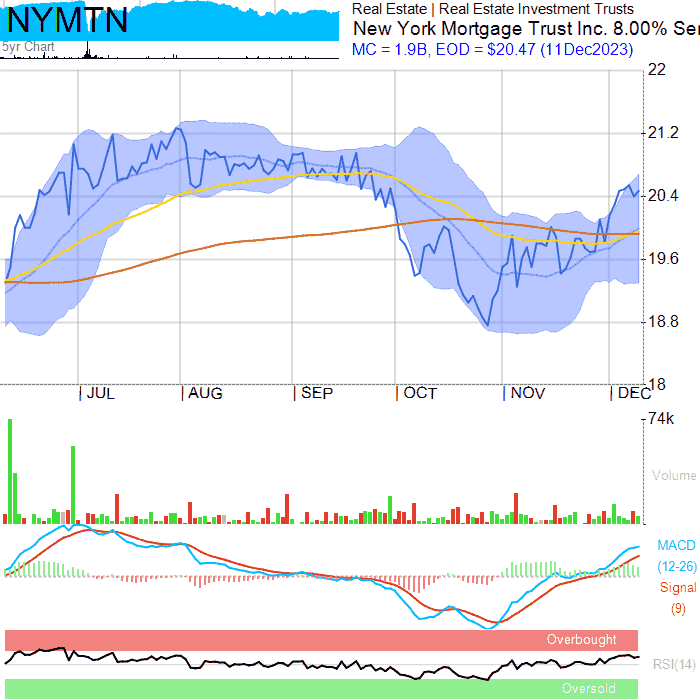 NYMTN
5yr Chart
Real Estate | Real Estate Investment Trusts
New York Mortgage Trust Inc. 8.00% Ser
MC = 1.9B, EOD = $20.47 (11Dec2023)
22
21.2
20.4
19.6
18.8
18
JUL AUG SEP OCT NOV DEC
74k
Volume
MACD
(12-26)
Signal
(9)
Overbought
RSI(14)
Oversold